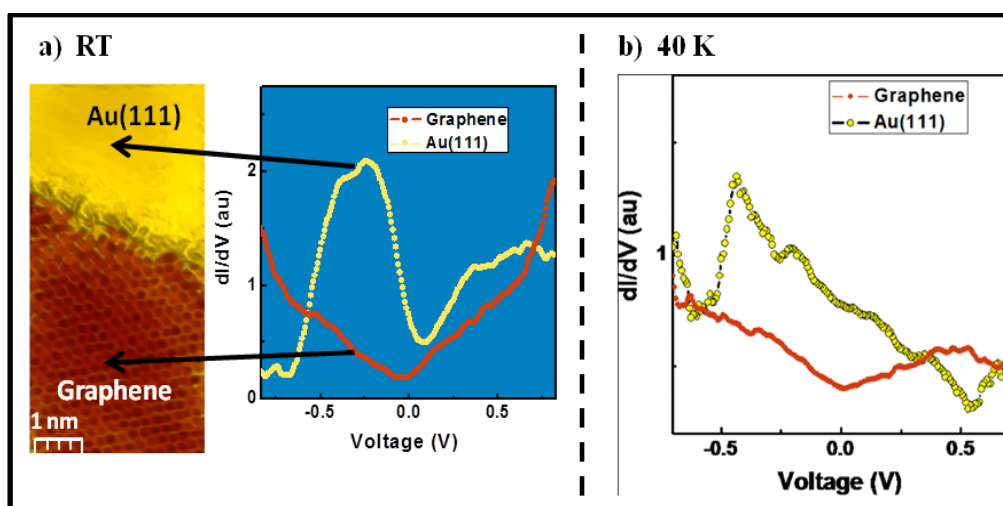 a) RT
Au(111)
Graphene
1 nm
Graphene
Au(111)
dI/dV (au)
2
1
0
-0.5
0.0
0.5
Voltage (V)
b) 40 K
Graphene
Au(111)
dI/dV (au)
1
-0.5
0.0
0.5
Voltage (V)